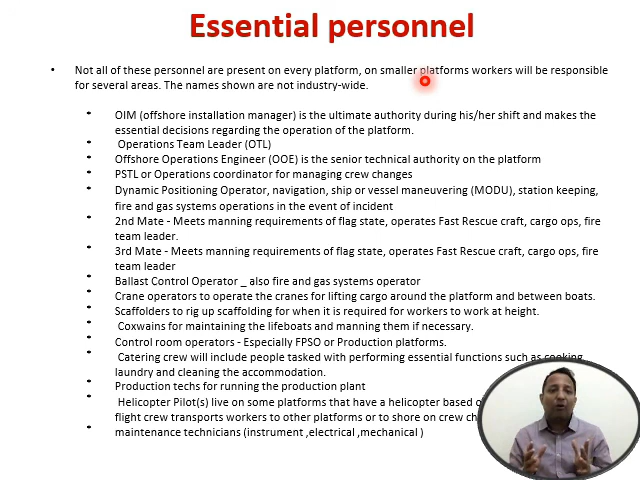 Essential personnel
• Not all of these personnel are present on every platform, on smaller platforms workers will be responsible
for several areas. The names shown are not industry-wide.
• OIM (offshore installation manager) is the ultimate authority during his/her shift and makes the
essential decisions regarding the operation of the platform.
• Operations Team Leader (OTL)
• Offshore Operations Engineer (OOE) is the senior technical authority on the platform
• PSTL or Operations coordinator for managing crew changes
• Dynamic Positioning Operator, navigation, ship or vessel maneuvering (MODU), station keeping,
fire and gas systems operations in the event of incident
• 2nd Mate - Meets manning requirements of flag state, operates Fast Rescue craft, cargo ops, fire
team leader.
• 3rd Mate - Meets manning requirements of flag state, operates Fast Rescue craft, cargo ops, fire
team leader
• Ballast Control Operator _ also fire and gas systems operator
• Crane operators to operate the cranes for lifting cargo around the platform and between boats.
• Scaffolders to rig up scaffolding for when it is required for workers to work at height.
• Coxwains for maintaining the lifeboats and manning them if necessary.
• Control room operators - Especially FPSO or Production platforms.
• Catering crew will include people tasked with performing essential functions such as cooking,
laundry and cleaning the accommodation.
• Production techs for running the production plant
• Helicopter Pilot(s) live on some platforms that have a helicopter based
flight crew transports workers to other platforms or to shore on crew
• maintenance technicians (instrument ,electrical ,mechanical )